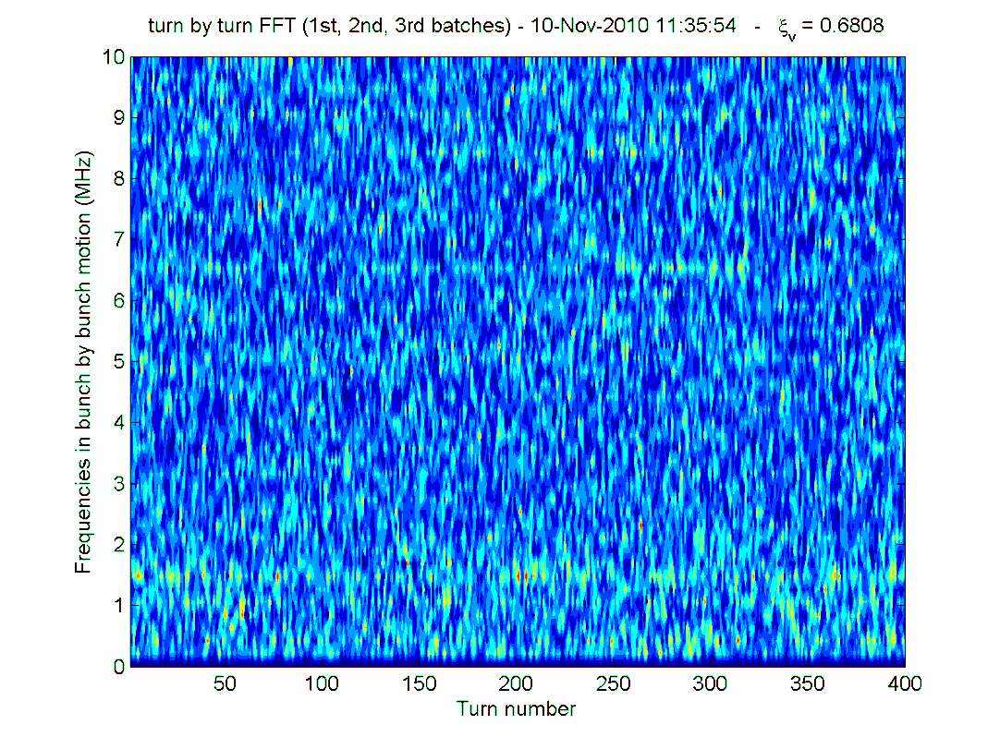 turn by turn FFT (1st, 2nd, 3rd batches) - 10-Nov-2010 11:35:54 - ξv = 0.6808
Frequencies in bunch by bunch motion (MHz)
10
9
8
7
6
5
4
3
2
1
0
50 100 150 200 250 300 350 400
Turn number